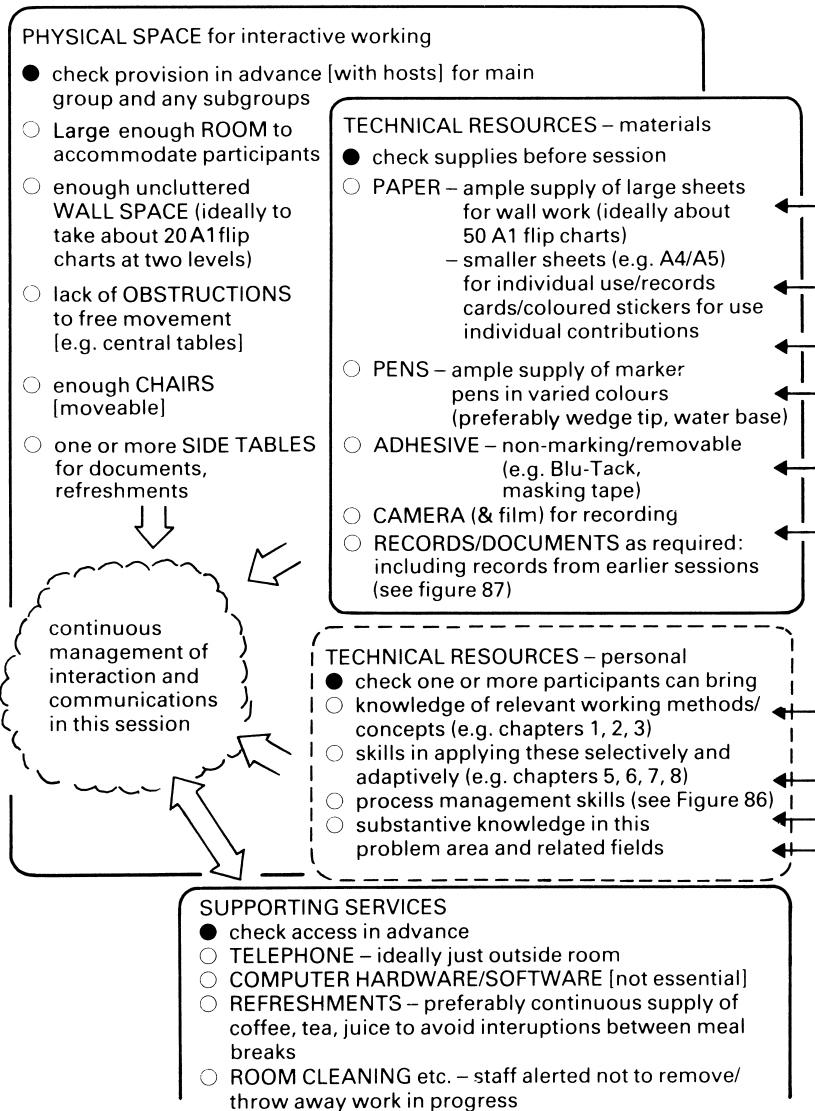 PHYSICAL SPACE for interactive working
● check provision in advance [with hosts] for main
group and any subgroups
○ Large enough ROOM to
accommodate participants
○ enough uncluttered
WALL SPACE (ideally to
take about 20 A1 flip
charts at two levels)
○ lack of OBSTRUCTIONS
to free movement
[e.g. central tables]
○ enough CHAIRS
[moveable]
○ one or more SIDE TABLES
for documents,
refreshments
TECHNICAL RESOURCES – materials
● check supplies before session
○ PAPER – ample supply of large sheets
for wall work (ideally about
50 A1 flip charts)
– smaller sheets (e.g. A4/A5)
for individual use/records
cards/coloured stickers for use
individual contributions
○ PENS – ample supply of marker
pens in varied colours
(preferably wedge tip, water base)
○ ADHESIVE – non-marking/removable
(e.g. Blu-Tack,
masking tape)
○ CAMERA (& film) for recording
○ RECORDS/DOCUMENTS as required:
including records from earlier sessions
(see figure 87)
continuous
management of
interaction and
communications
in this session
TECHNICAL RESOURCES – personal
● check one or more participants can bring
○ knowledge of relevant working methods/
concepts (e.g. chapters 1, 2, 3)
○ skills in applying these selectively and
adaptively (e.g. chapters 5, 6, 7, 8)
○ process management skills (see Figure 86)
○ substantive knowledge in this
problem area and related fields
SUPPORTING SERVICES
● check access in advance
○ TELEPHONE – ideally just outside room
○ COMPUTER HARDWARE/SOFTWARE [not essential]
○ REFRESHMENTS – preferably continuous supply of
coffee, tea, juice to avoid interuptions between meal
breaks
○ ROOM CLEANING etc. – staff alerted not to remove/
throw away work in progress